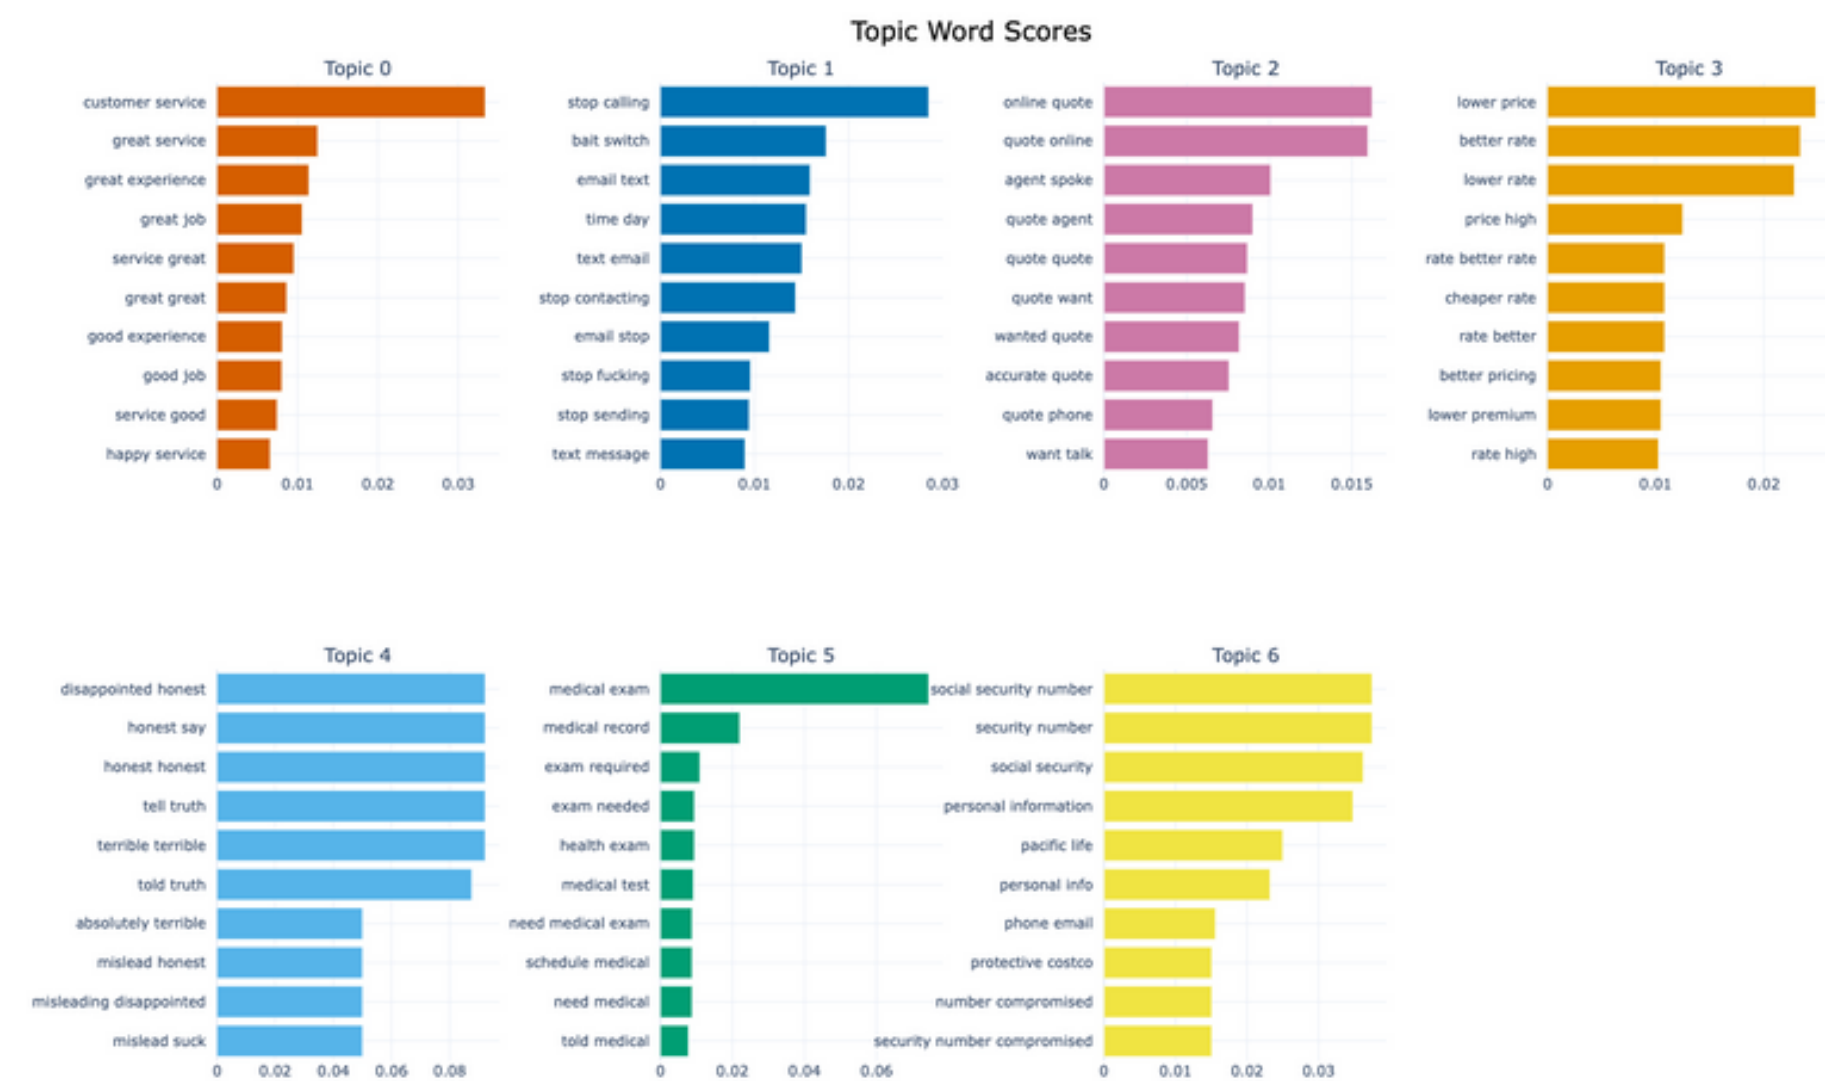 Topic Word Scores
Topic 0
customer service
great service
great experience
great job
service great
great great
good experience
good job
service good
happy service
0 0.01 0.02 0.03
Topic 1
stop calling
bait switch
email text
time day
text email
stop contacting
email stop
stop fucking
stop sending
text message
0 0.01 0.02 0.03
Topic 2
online quote
quote online
agent spoke
quote agent
quote quote
quote want
wanted quote
accurate quote
quote phone
want talk
0 0.005 0.01 0.015
Topic 3
lower price
better rate
lower rate
price high
rate better rate
cheaper rate
rate better
better pricing
lower premium
rate high
0 0.01 0.02
Topic 4
disappointed honest
honest say
honest honest
tell truth
terrible terrible
told truth
absolutely terrible
mislead honest
misleading disappointed
mislead suck
0 0.02 0.04 0.06 0.08
Topic 5
medical exam
medical record
exam required
exam needed
health exam
medical test
need medical exam
schedule medical
need medical
told medical
0 0.02 0.04 0.06
Topic 6
social security number
security number
social security
personal information
pacific life
personal info
phone email
protective costco
number compromised
security number compromised
0 0.01 0.02 0.03